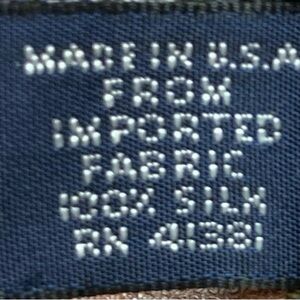 MADE IN U.S.A
FROM
IMPORTED
FABRIC
100% SILK
RN 41381